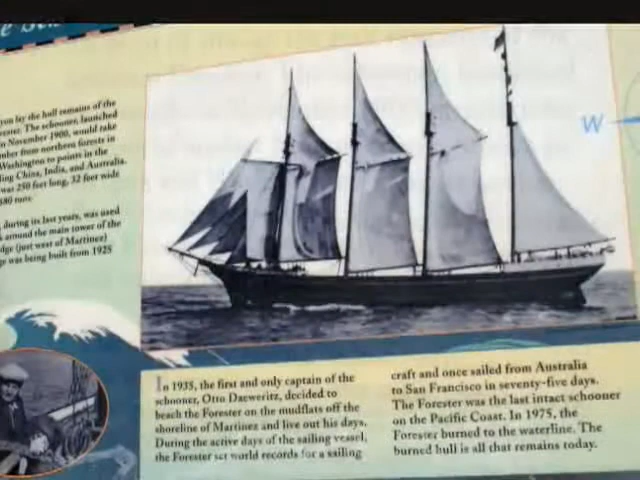 yon by the hull remains of the
The schooner, launched
November 1900, would take
from northern forests in
Washington to points in the
China, India, and Australia.
was 250 feet long, 32 feet wide
680 tons.
during its last years, was used
around the main tower of the
(just west of Martinez)
was being built from 1925
W
In 1935, the first and only captain of the
schooner, Otto Daeweritz, decided to
beach the Forester on the mudflats off the
shoreline of Martinez and live out his days.
During the active days of the sailing vessel,
the Forester set world records for a sailing
craft and once sailed from Australia
to San Francisco in seventy-five days.
The Forester was the last intact schooner
on the Pacific Coast. In 1975, the
Forester burned to the waterline. The
burned hull is all that remains today.